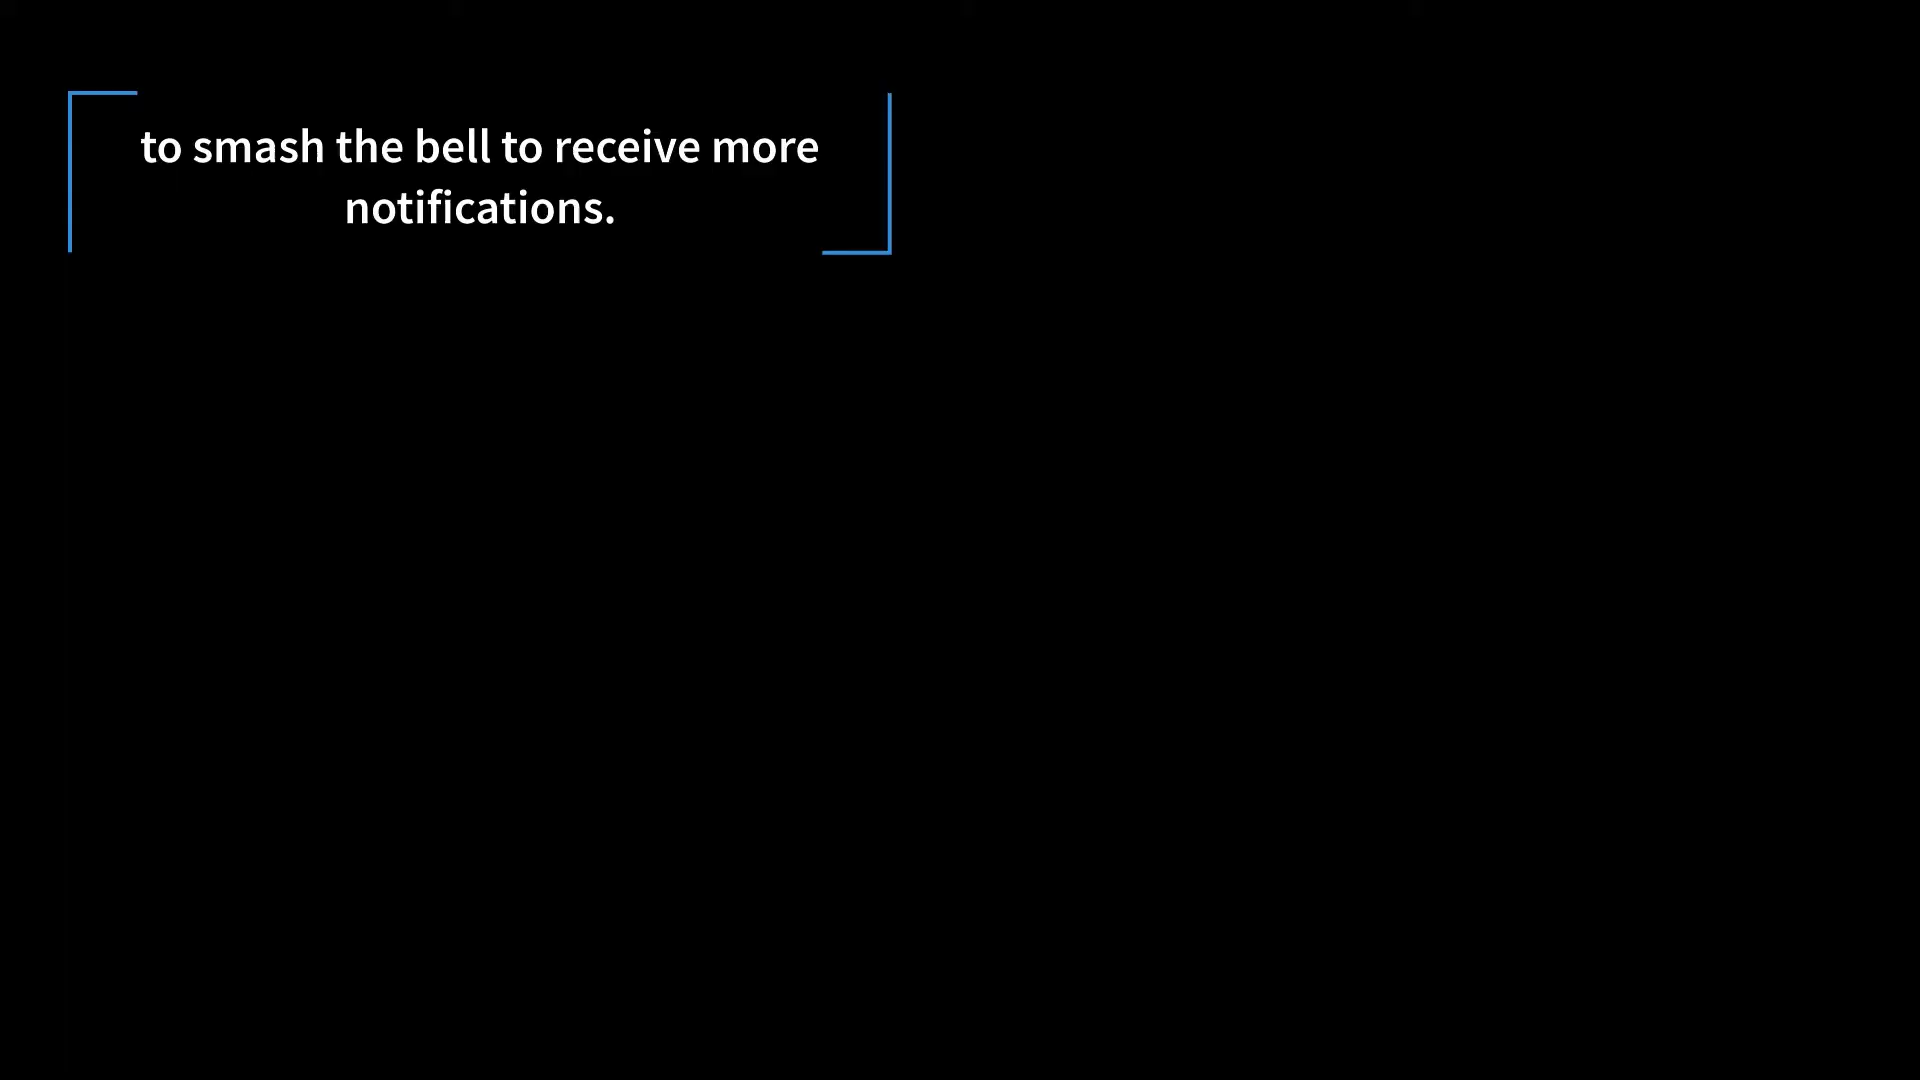 to smash the bell to receive more
notifications.